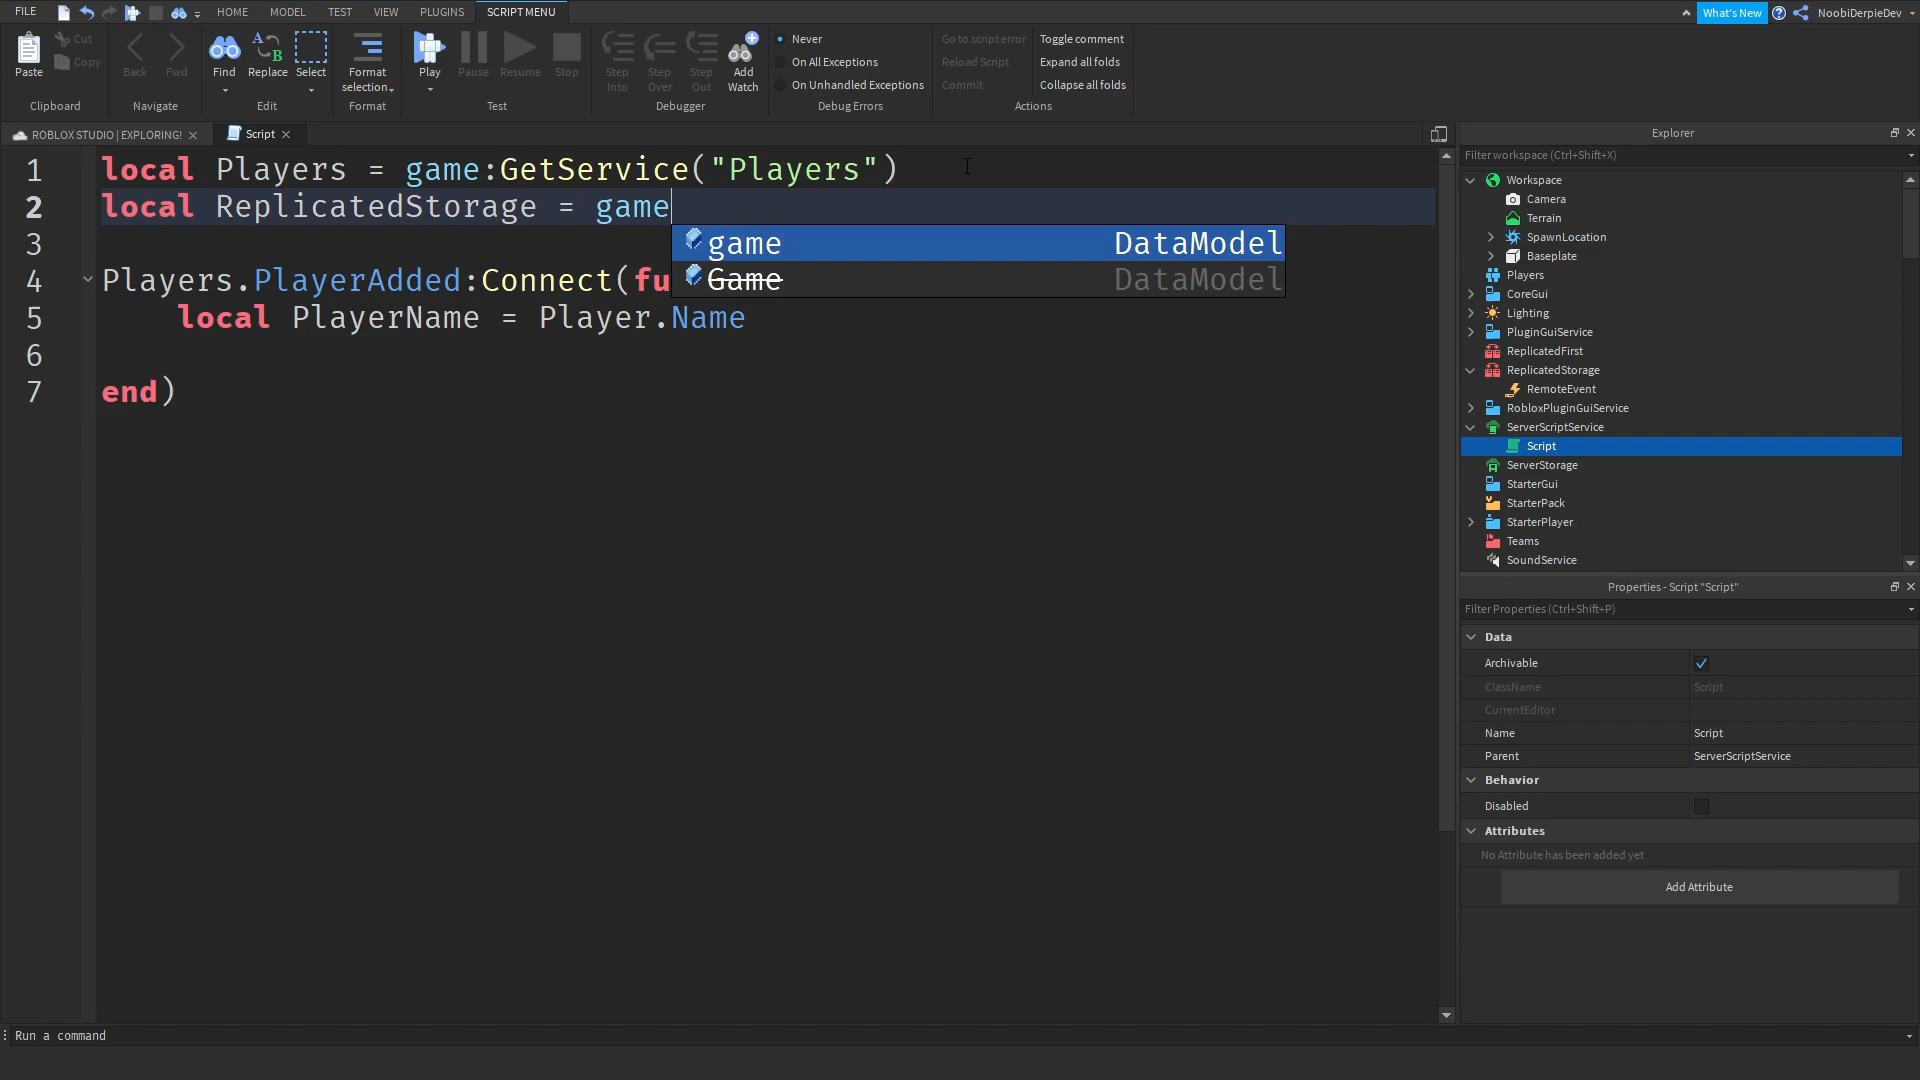 FILE HOME MODEL TEST VIEW PLUGINS SCRIPT MENU What's New NoobiDerpieDev
Paste Cut Copy Clipboard
Back Fwd Navigate
Find Replace Select Edit
Format selection Format
Play Pause Resume Stop Test
Step Into Step Over Step Out Add Watch Debugger
Never
On All Exceptions
On Unhandled Exceptions
Debug Errors
Go to script error Toggle comment
Reload Script Expand all folds
Commit Collapse all folds
Actions
ROBLOX STUDIO | EXPLORING! Script
1 local Players = game:GetService("Players")
2 local ReplicatedStorage = game
game DataModel
Game DataModel
3
4 Players.PlayerAdded:Connect(fu
5 local PlayerName = Player.Name
6
7 end)
Explorer
Filter workspace (Ctrl+Shift+X)
Workspace
Camera
Terrain
SpawnLocation
Baseplate
Players
CoreGui
Lighting
PluginGuiService
ReplicatedFirst
ReplicatedStorage
RemoteEvent
RobloxPluginGuiService
ServerScriptService
Script
ServerStorage
StarterGui
StarterPack
StarterPlayer
Teams
SoundService
Properties - Script "Script"
Filter Properties (Ctrl+Shift+P)
Data
Archivable
ClassName Script
CurrentEditor
Name Script
Parent ServerScriptService
Behavior
Disabled
Attributes
No Attribute has been added yet
Add Attribute
Run a command